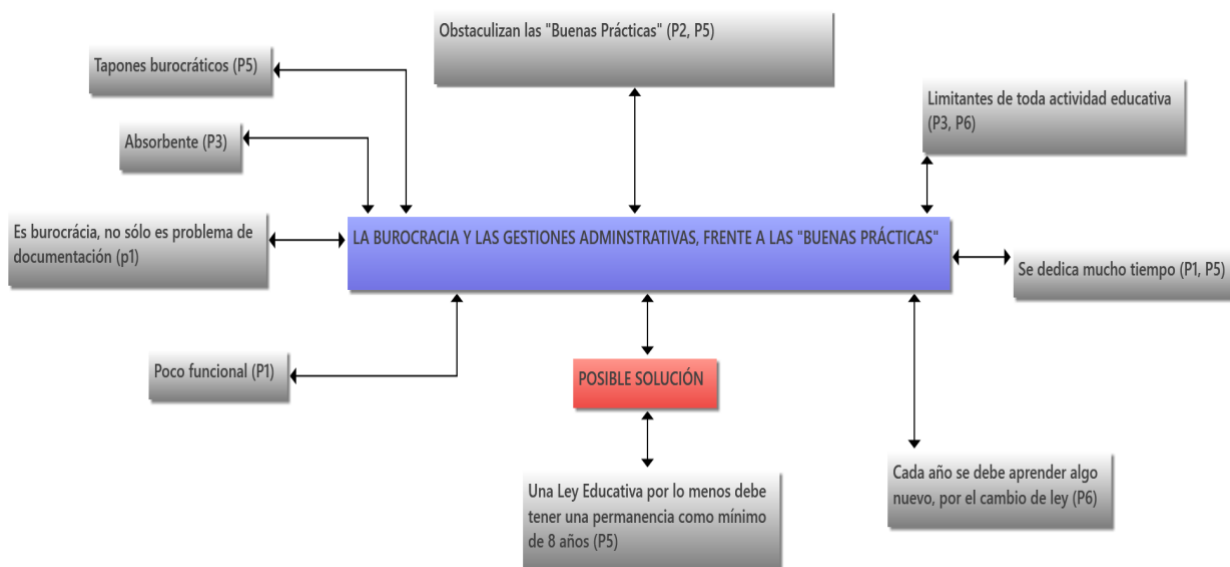 Obstaculizan las "Buenas Prácticas" (P2, P5)
Tapones burocráticos (P5)
Limitantes de toda actividad educativa
(P3, P6)
Absorbente (P3)
Es burocrácia, no sólo es problema de
documentación (p1)
LA BUROCRACIA Y LAS GESTIONES ADMINSTRATIVAS, FRENTE A LAS "BUENAS PRÁCTICAS"
Se dedica mucho tiempo (P1, P5)
Poco funcional (P1)
POSIBLE SOLUCIÓN
Una Ley Educativa por lo menos debe
tener una permanencia como mínimo
de 8 años (P5)
Cada año se debe aprender algo
nuevo, por el cambio de ley (P6)